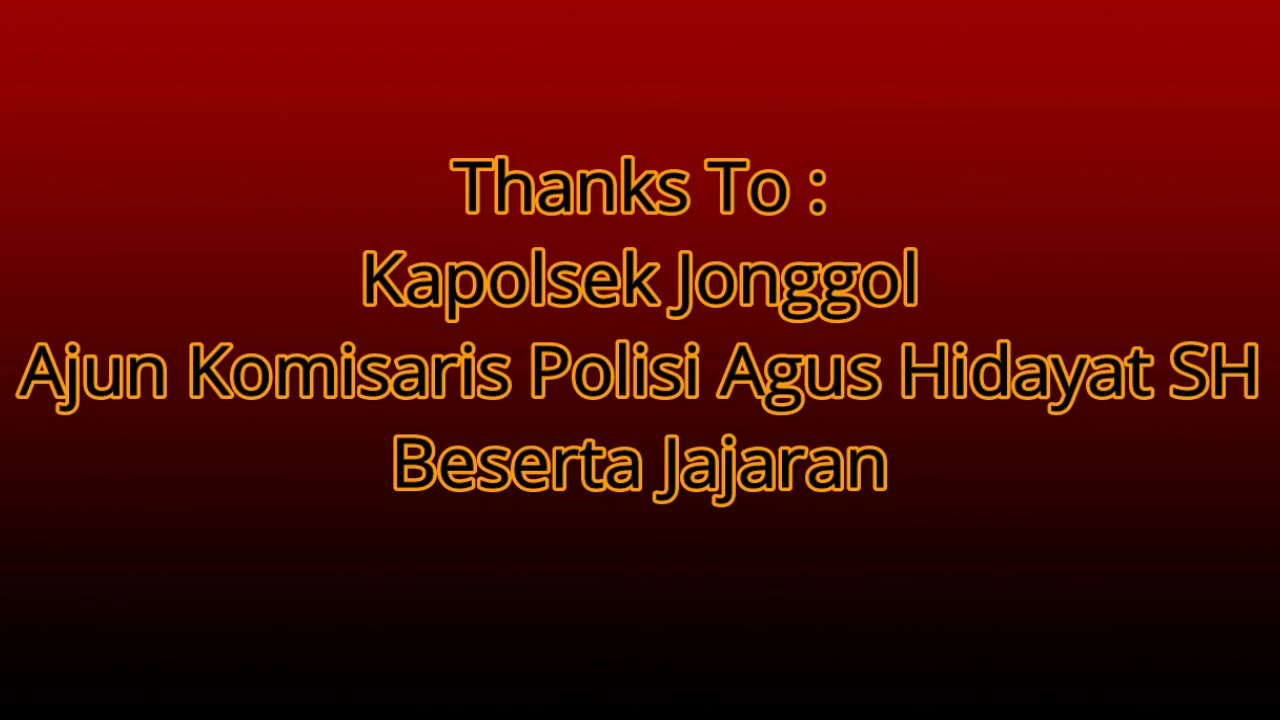 Thanks To :
Kapolsek Jonggol
Ajun Komisaris Polisi Agus Hidayat SH
Beserta Jajaran